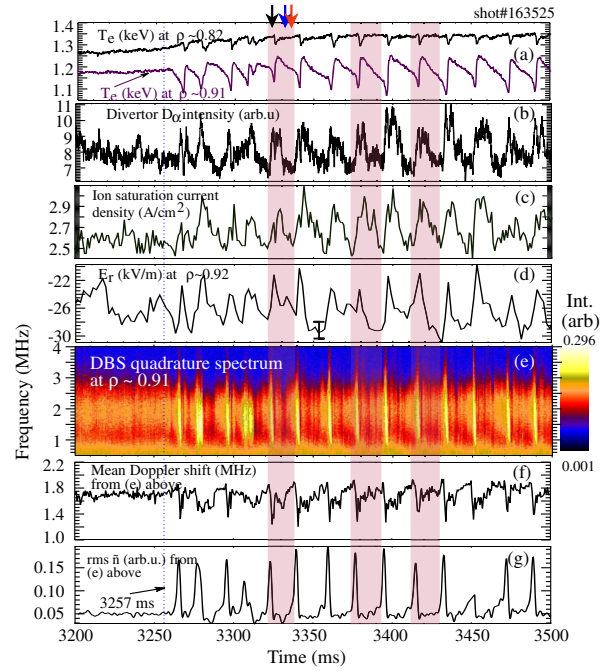 shot#163525
1.4
1.3
1.2
1.1
T_e (keV) at ρ ~0.82
(a)
T_e (keV) at ρ ~0.91
11
10
9
8
7
Divertor D_α intensity (arb.u)
(b)
2.9
2.7
2.5
Ion saturation current
density (A/cm²)
(c)
-22
-26
-30
E_r (kV/m) at ρ~0.92
(d)
Int.
(arb)
0.296
0.001
Frequency (MHz)
4
3
2
1
DBS quadrature spectrum
at ρ ~ 0.91
(e)
2.2
1.8
1.4
1.0
Mean Doppler shift (MHz)
from (e) above
(f)
0.15
0.10
0.05
rms ñ (arb.u.) from
(e) above
(g)
3257 ms
3200
3250
3300
3350
3400
3450
3500
Time (ms)